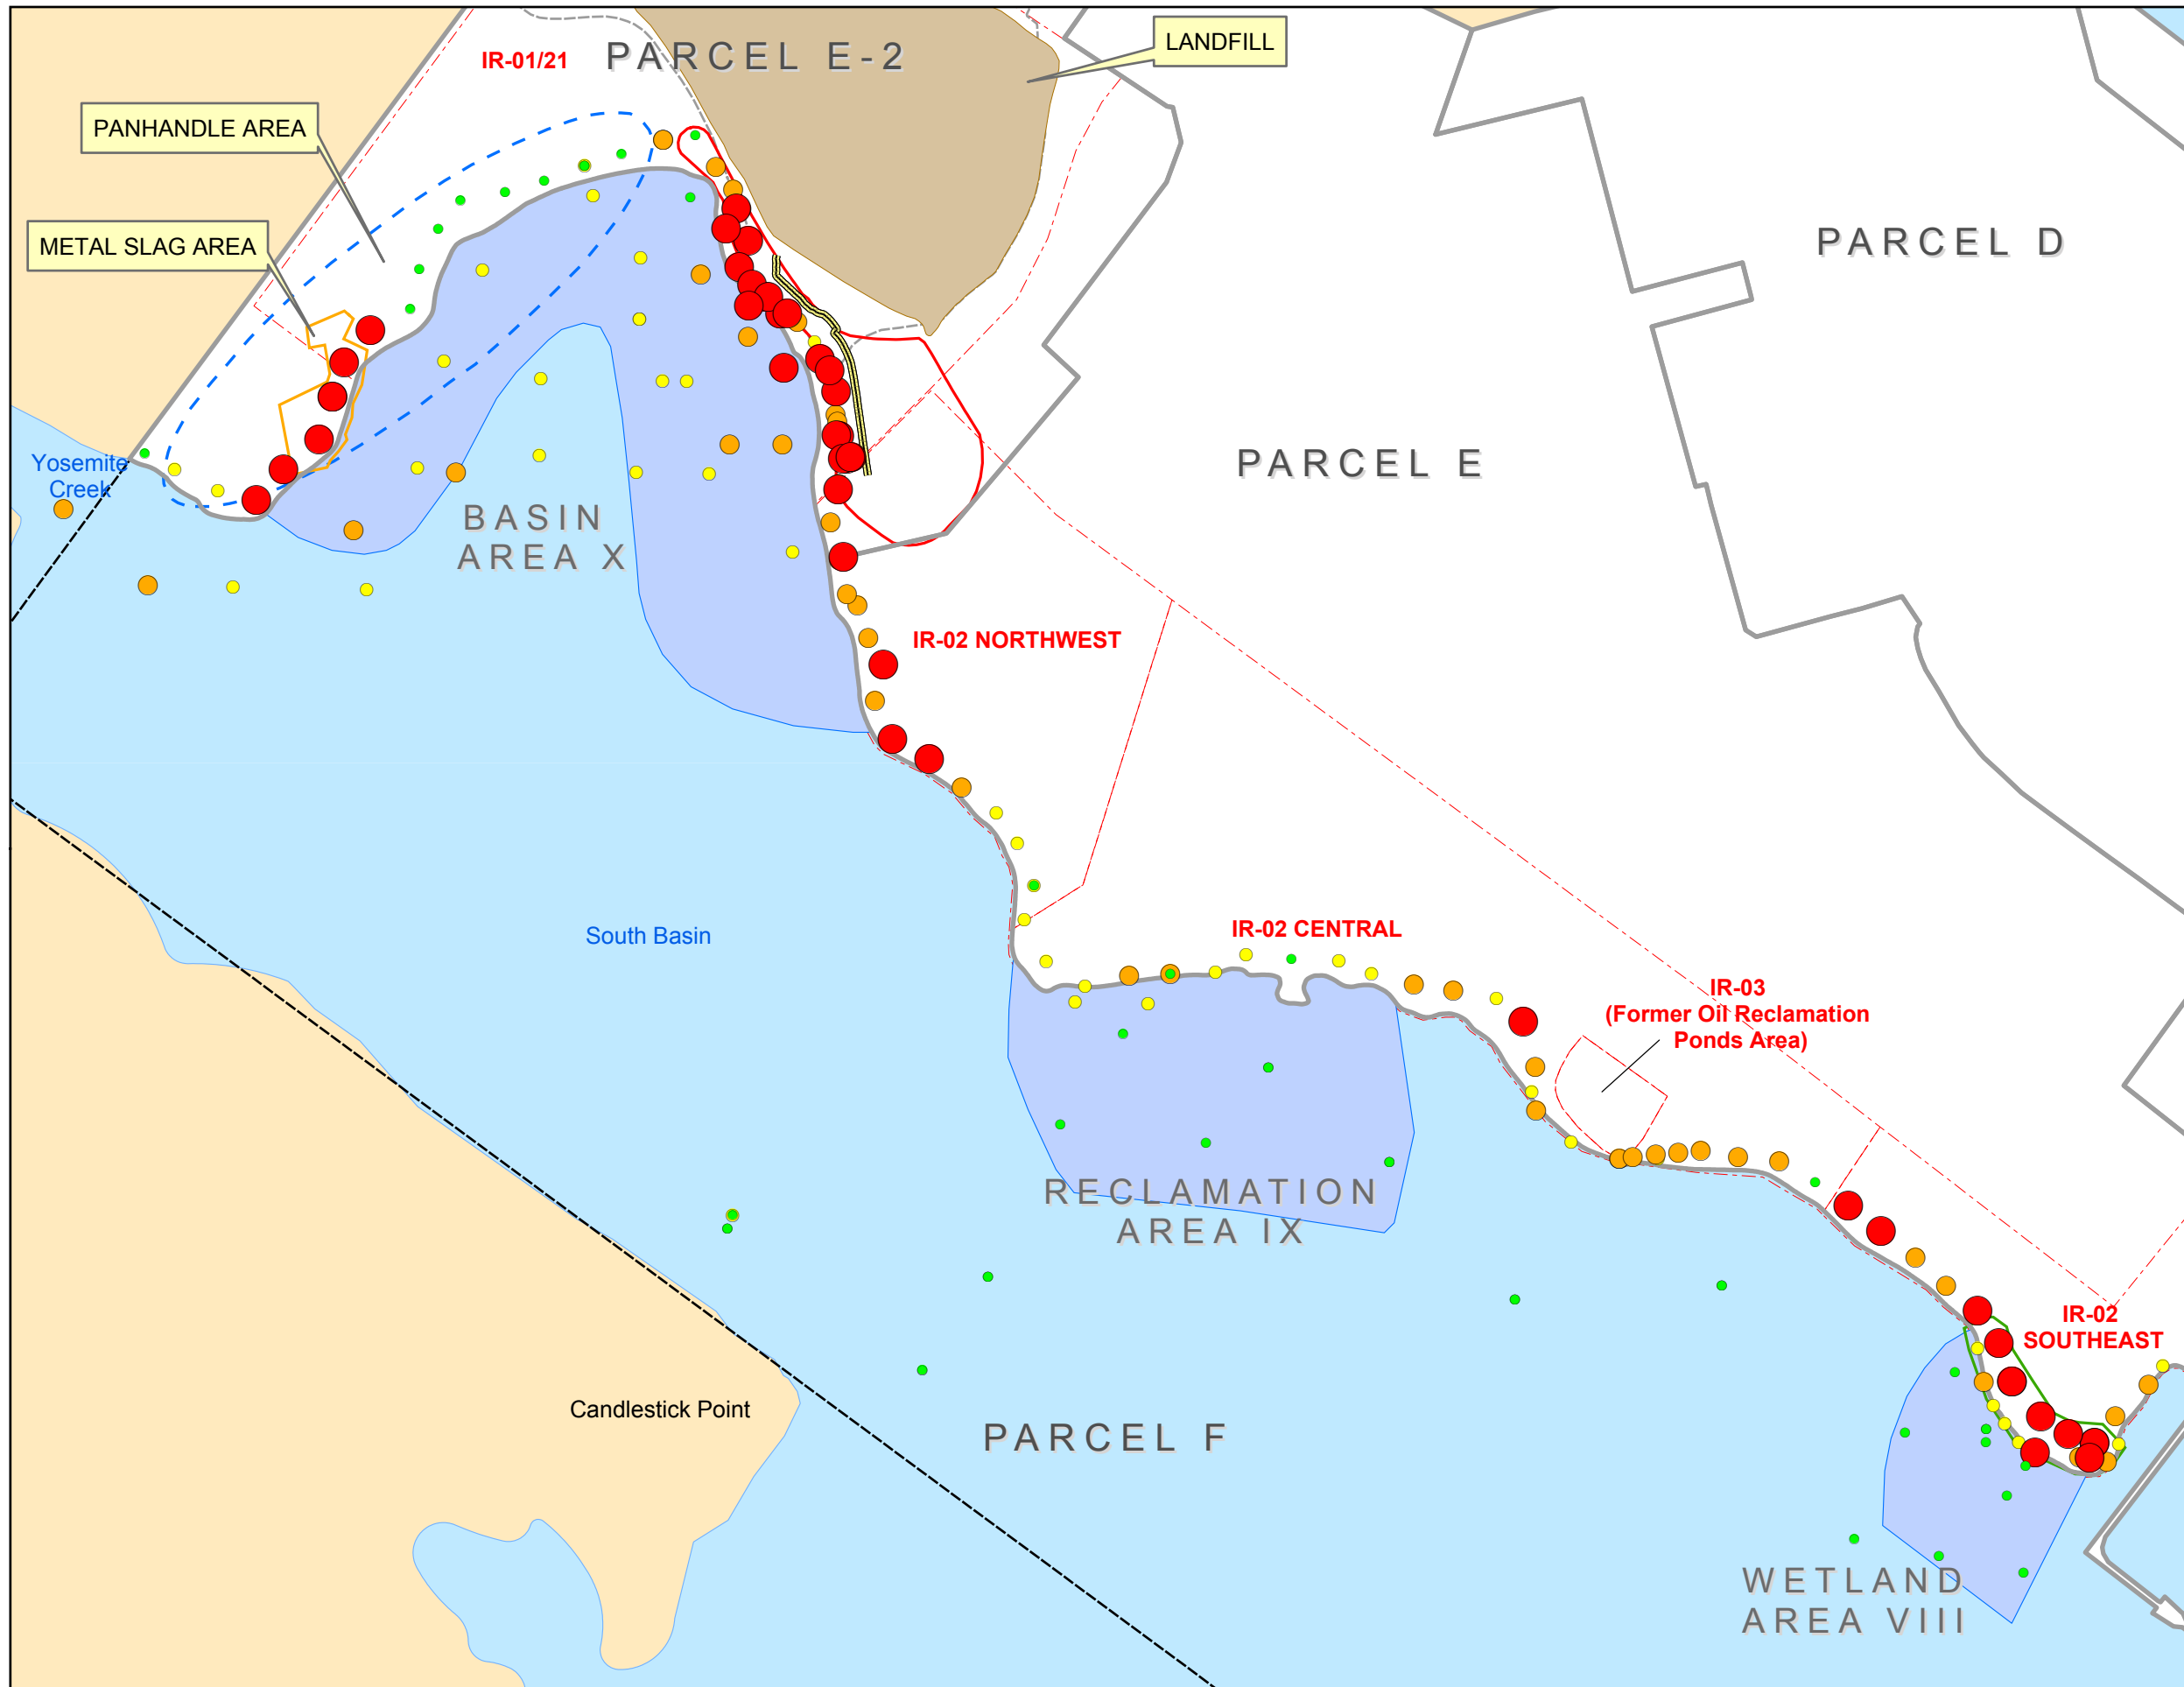 LANDFILL
IR-01/21
PARCEL E-2
PANHANDLE AREA
METAL SLAG AREA
PARCEL D
Yosemite
Creek
PARCEL E
BASIN
AREA X
IR-02 NORTHWEST
South Basin
IR-02 CENTRAL
IR-03
(Former Oil Reclamation
Ponds Area)
RECLAMATION
AREA IX
IR-02
SOUTHEAST
Candlestick Point
PARCEL F
WETLAND
AREA VIII